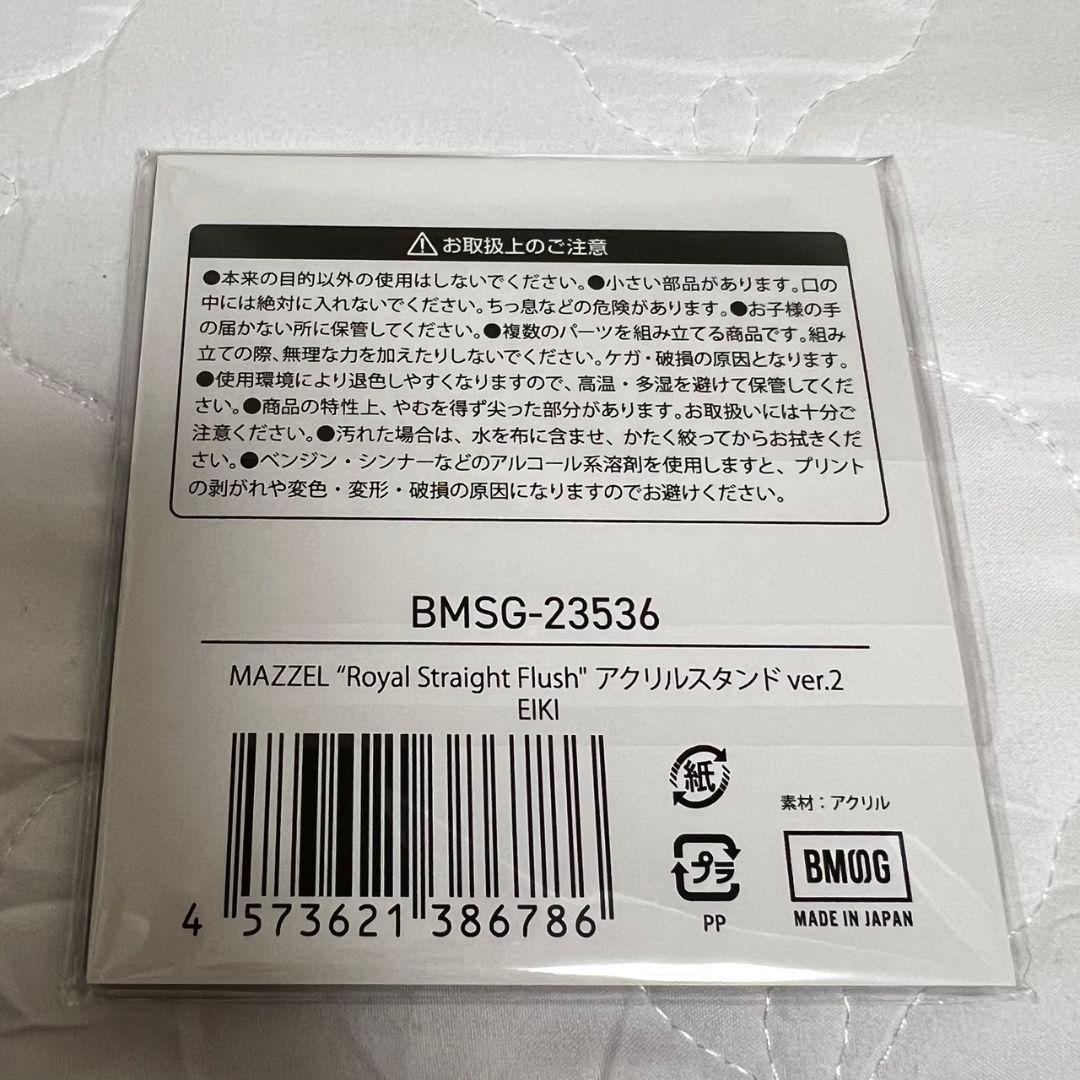 ⚠お取扱上のご注意
●本来の目的以外の使用はしないでください。●小さい部品があります。口の
中には絶対に入れないでください。ちっ息などの危険があります。●お子様の手
の届かない所に保管してください。●複数のパーツを組み立てる商品です。組み
立ての際、無理な力を加えたりしないでください。ケガ・破損の原因となります。
●使用環境により退色しやすくなりますので、高温・多湿を避けて保管してくだ
さい。●商品の特性上、やむを得ず尖った部分があります。お取扱いには十分ご
注意ください。●汚れた場合は、水を布に含ませ、かたく絞ってからお拭きくだ
さい。●ベンジン・シンナーなどのアルコール系溶剤を使用しますと、プリント
の剥がれや変色・変形・破損の原因になりますのでお避けください。
BMSG-23536
MAZZEL “Royal Straight Flush" アクリルスタンド ver.2
EIKI
4 573621 386786
紙
素材：アクリル
プラ
PP
BMSG
MADE IN JAPAN